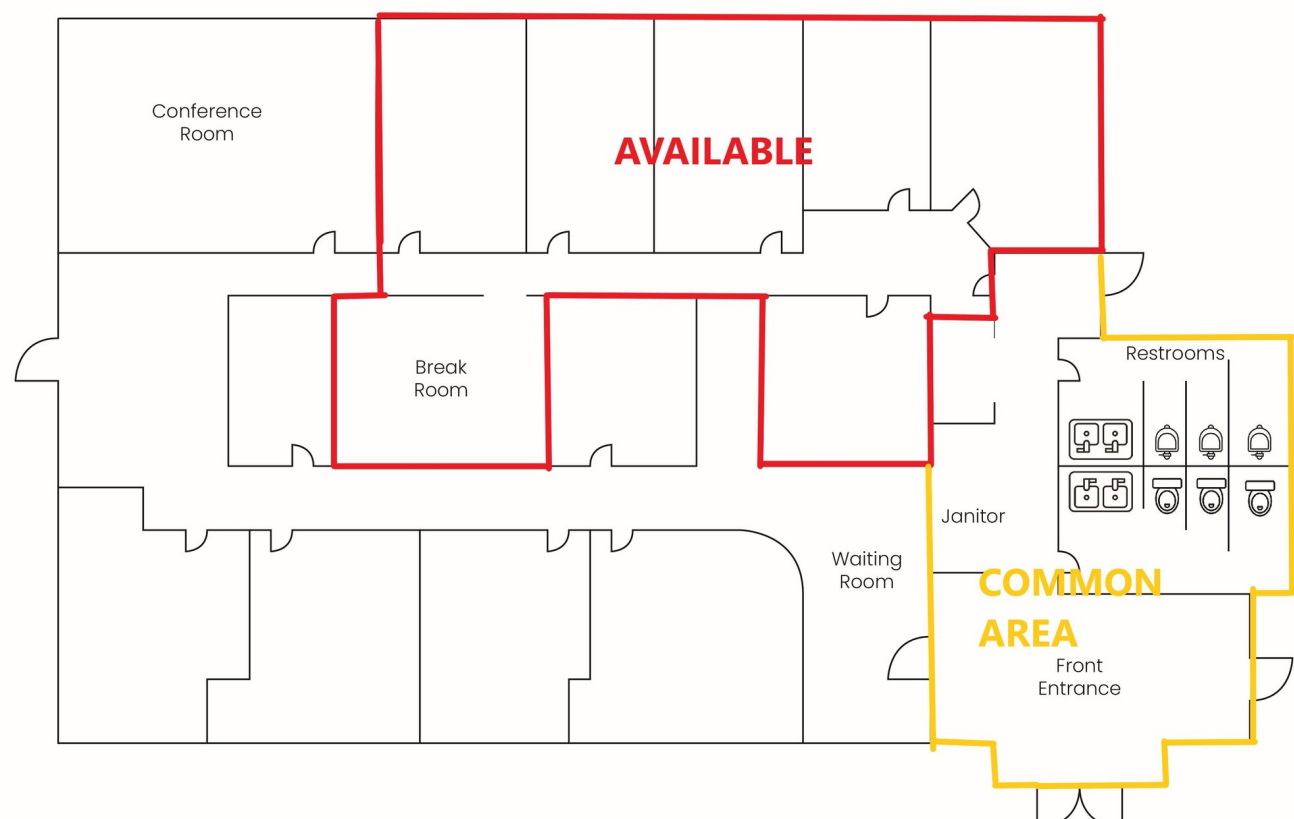 Conference
Room
AVAILABLE
Break
Room
Restrooms
Janitor
Waiting
Room
COMMON
AREA
Front
Entrance